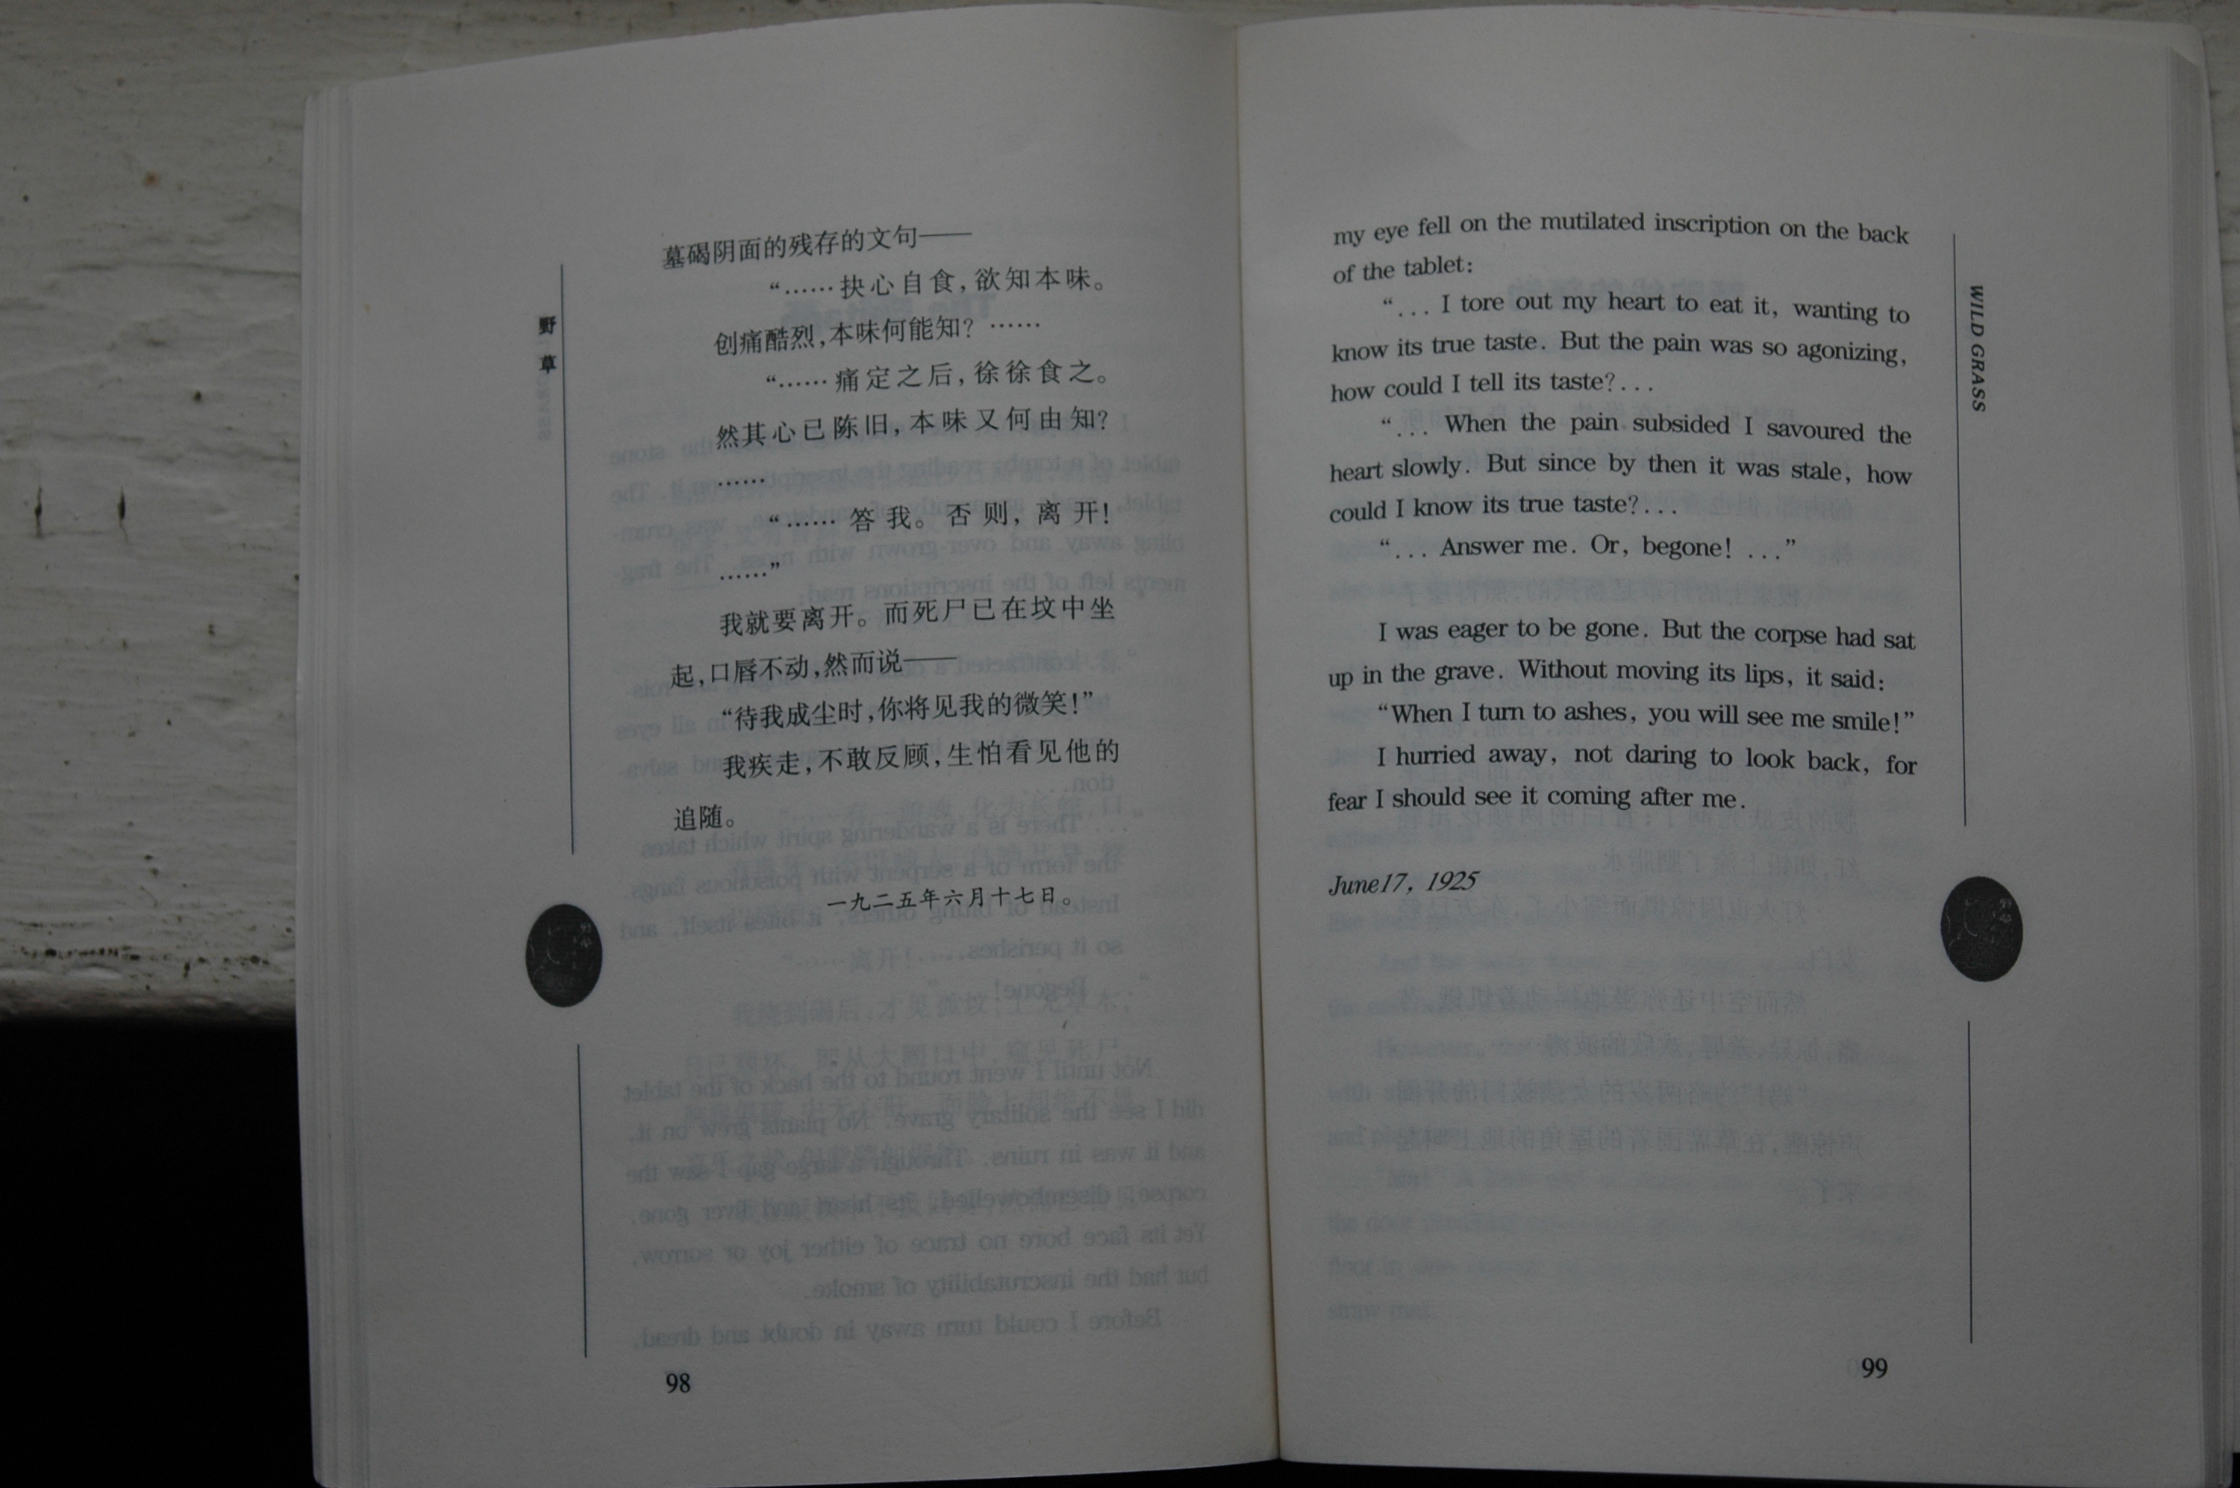 野草
墓碣阴面的残存的文句——
“……抉心自食,欲知本味。
创痛酷烈,本味何能知?……
“……痛定之后,徐徐食之。
然其心已陈旧,本味又何由知?
……
“……答我。否则,离开!
……”
我就要离开。而死尸已在坟中坐
起,口唇不动,然而说——
“待我成尘时,你将见我的微笑!”
我疾走,不敢反顾,生怕看见他的
追随。
一九二五年六月十七日。
98
my eye fell on the mutilated inscription on the back
of the tablet:
“... I tore out my heart to eat it, wanting to
know its true taste. But the pain was so agonizing,
how could I tell its taste?...
“... When the pain subsided I savoured the
heart slowly. But since by then it was stale, how
could I know its true taste?...
“... Answer me. Or, begone! ...”
I was eager to be gone. But the corpse had sat
up in the grave. Without moving its lips, it said:
“When I turn to ashes, you will see me smile!”
I hurried away, not daring to look back, for
fear I should see it coming after me.
June17, 1925
WILD GRASS
99